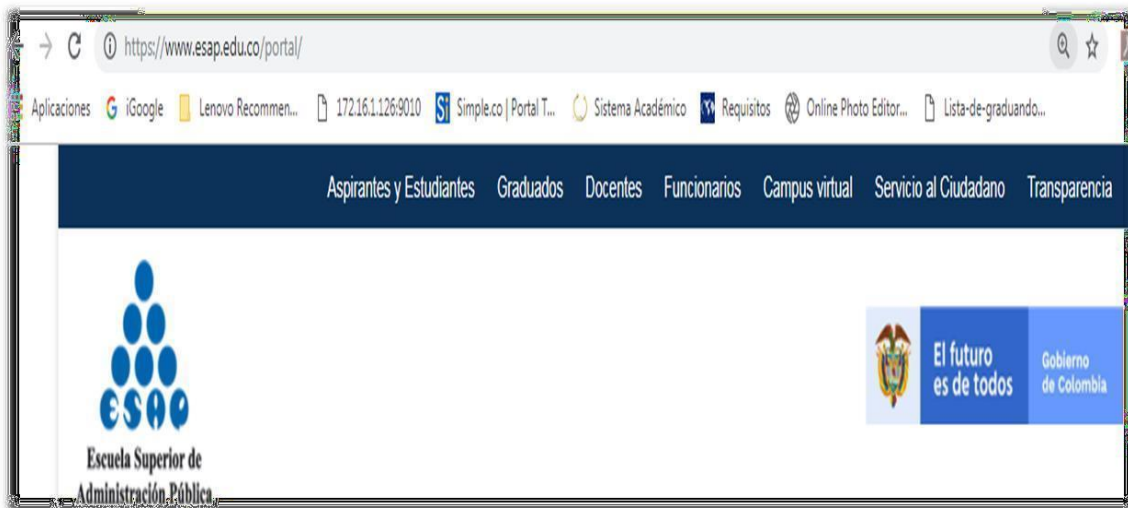 https://www.esap.edu.co/portal/
Aplicaciones iGoogle Lenovo Recommen... 172.16.1.126:9010 Si Simple.co | Portal T... Sistema Académico Requisitos Online Photo Editor... Lista-de-graduando...
Aspirantes y Estudiantes Graduados Docentes Funcionarios Campus virtual Servicio al Ciudadano Transparencia
ESAP
Escuela Superior de
Administración Pública
El futuro
es de todos
Gobierno
de Colombia